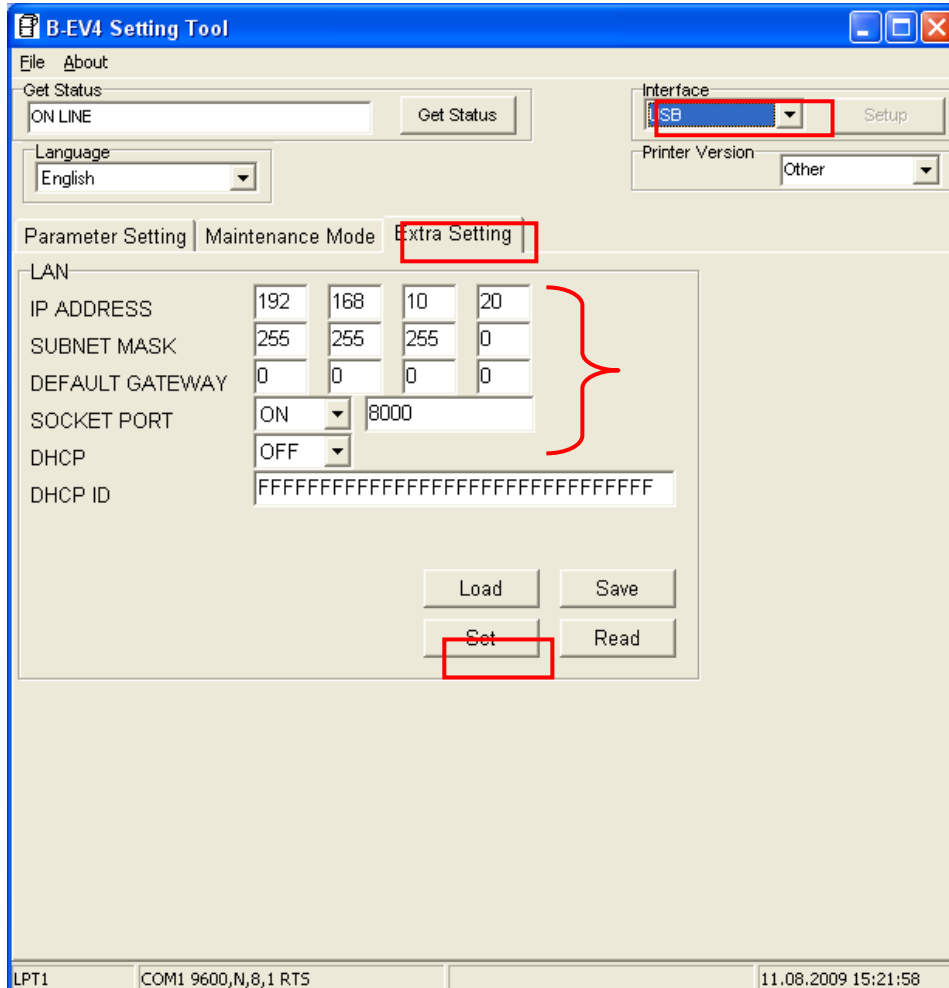 B-EV4 Setting Tool
File About
Get Status
ON LINE
Get Status
Interface
USB
Setup
Language
English
Printer Version
Other
Parameter Setting
Maintenance Mode
Extra Setting
LAN
IP ADDRESS 192 168 10 20
SUBNET MASK 255 255 255 0
DEFAULT GATEWAY 0 0 0 0
SOCKET PORT ON 8000
DHCP OFF
DHCP ID FFFFFFFFFFFFFFFFFFFFFFFFFFFFFFFF
Load Save
Set Read
LPT1 COM1 9600,N,8,1 RTS 11.08.2009 15:21:58